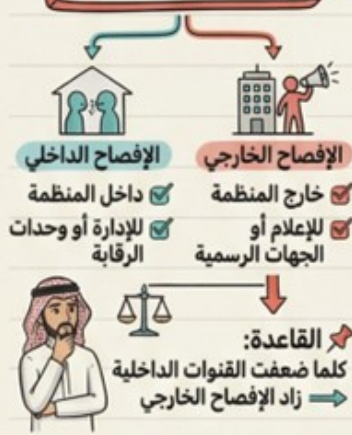 الإفصاح الخارجي
خارج المنظمة
للإعلام أو
الجهات الرسمية
الإفصاح الداخلي
داخل المنظمة
للإدارة أو وحدات
الرقابة
القاعدة:
كلما ضعفت القنوات الداخلية
زاد الإفصاح الخارجي